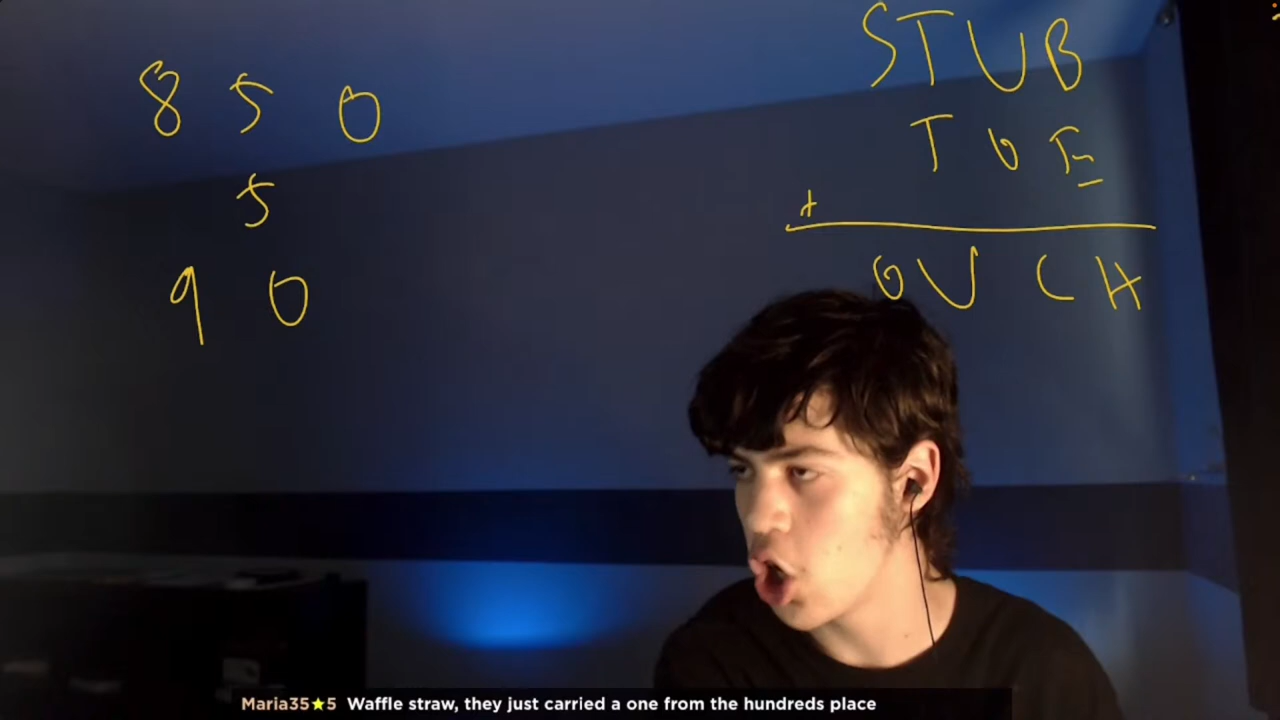 8 5 0
5
9 0
STUB
TOE
+
OUCH
Maria35★5 Waffle straw, they just carried a one from the hundreds place